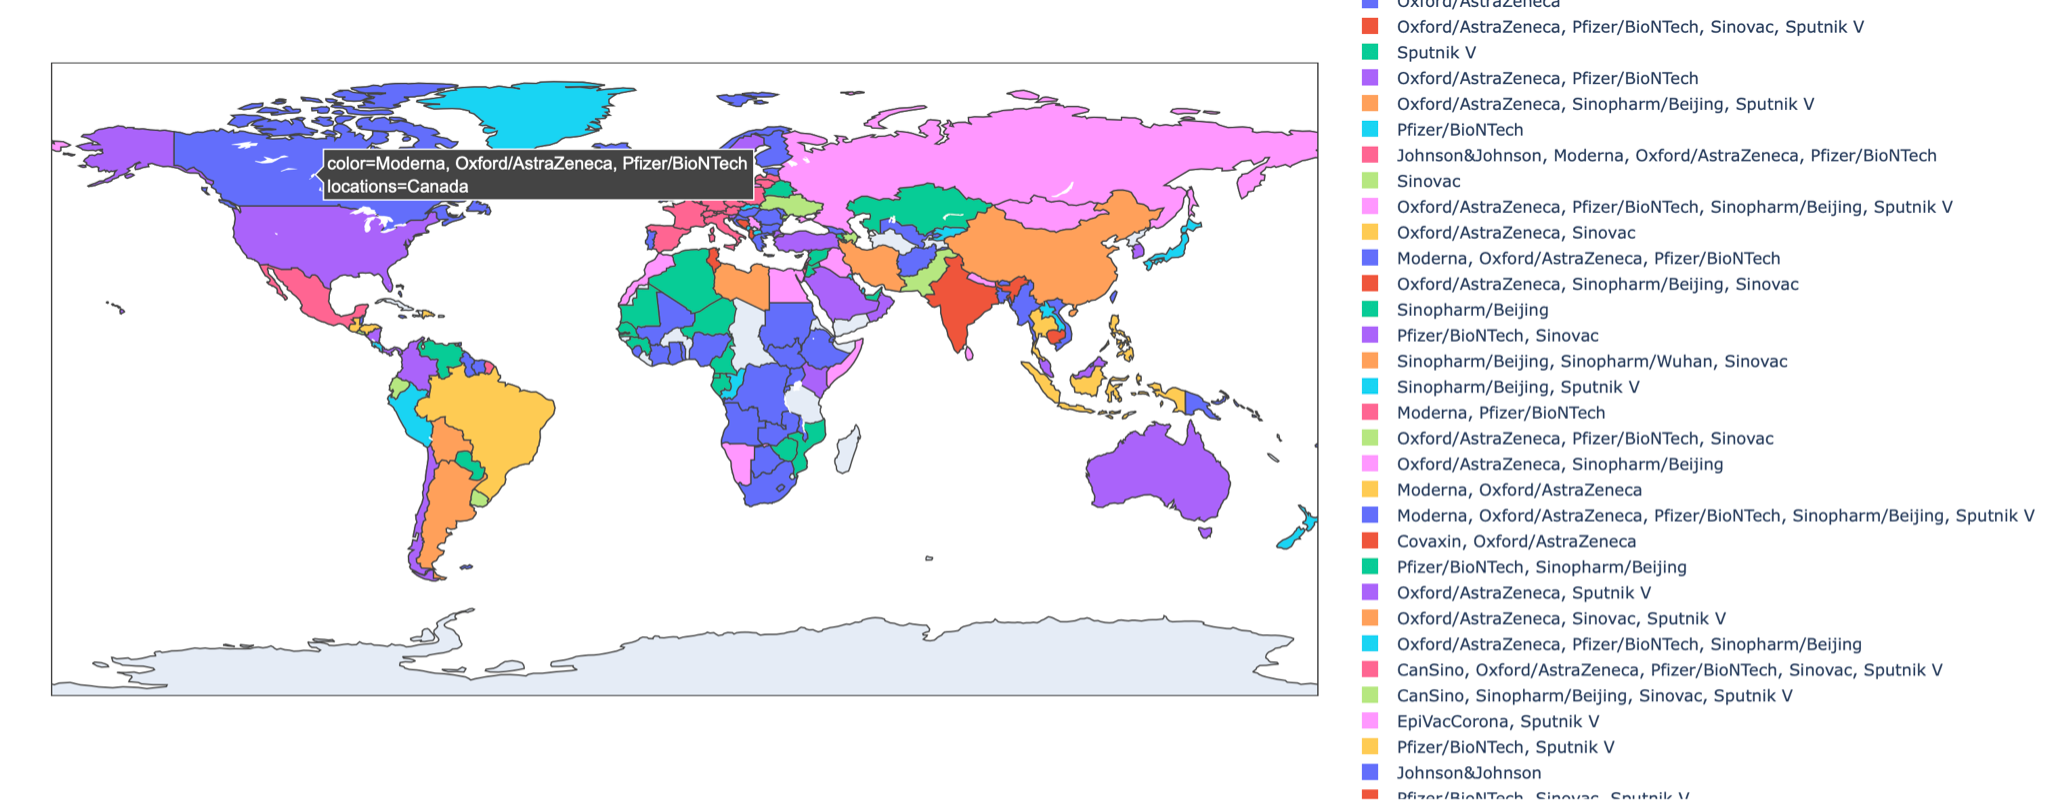 Oxford/AstraZeneca
Oxford/AstraZeneca, Pfizer/BioNTech, Sinovac, Sputnik V
Sputnik V
Oxford/AstraZeneca, Pfizer/BioNTech
Oxford/AstraZeneca, Sinopharm/Beijing, Sputnik V
Pfizer/BioNTech
Johnson&Johnson, Moderna, Oxford/AstraZeneca, Pfizer/BioNTech
Sinovac
Oxford/AstraZeneca, Pfizer/BioNTech, Sinopharm/Beijing, Sputnik V
Oxford/AstraZeneca, Sinovac
Moderna, Oxford/AstraZeneca, Pfizer/BioNTech
Oxford/AstraZeneca, Sinopharm/Beijing, Sinovac
Sinopharm/Beijing
Pfizer/BioNTech, Sinovac
Sinopharm/Beijing, Sinopharm/Wuhan, Sinovac
Sinopharm/Beijing, Sputnik V
Moderna, Pfizer/BioNTech
Oxford/AstraZeneca, Pfizer/BioNTech, Sinovac
Oxford/AstraZeneca, Sinopharm/Beijing
Moderna, Oxford/AstraZeneca
Moderna, Oxford/AstraZeneca, Pfizer/BioNTech, Sinopharm/Beijing, Sputnik V
Covaxin, Oxford/AstraZeneca
Pfizer/BioNTech, Sinopharm/Beijing
Oxford/AstraZeneca, Sputnik V
Oxford/AstraZeneca, Sinovac, Sputnik V
Oxford/AstraZeneca, Pfizer/BioNTech, Sinopharm/Beijing
CanSino, Oxford/AstraZeneca, Pfizer/BioNTech, Sinovac, Sputnik V
CanSino, Sinopharm/Beijing, Sinovac, Sputnik V
EpiVacCorona, Sputnik V
Pfizer/BioNTech, Sputnik V
Johnson&Johnson
Pfizer/BioNTech, Sinovac, Sputnik V
color=Moderna, Oxford/AstraZeneca, Pfizer/BioNTech
locations=Canada